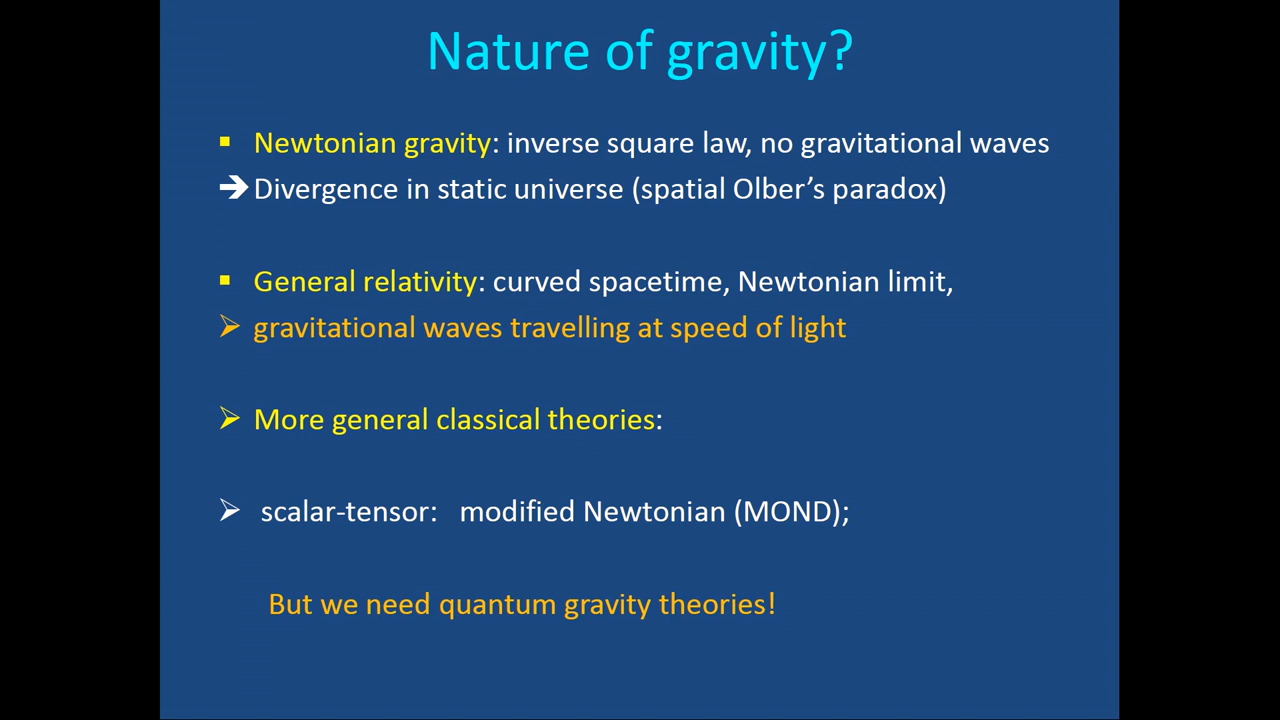 Nature of gravity?
▪ Newtonian gravity: inverse square law, no gravitational waves
➔ Divergence in static universe (spatial Olber’s paradox)
▪ General relativity: curved spacetime, Newtonian limit,
➢ gravitational waves travelling at speed of light
➢ More general classical theories:
➢ scalar-tensor: modified Newtonian (MOND);
But we need quantum gravity theories!